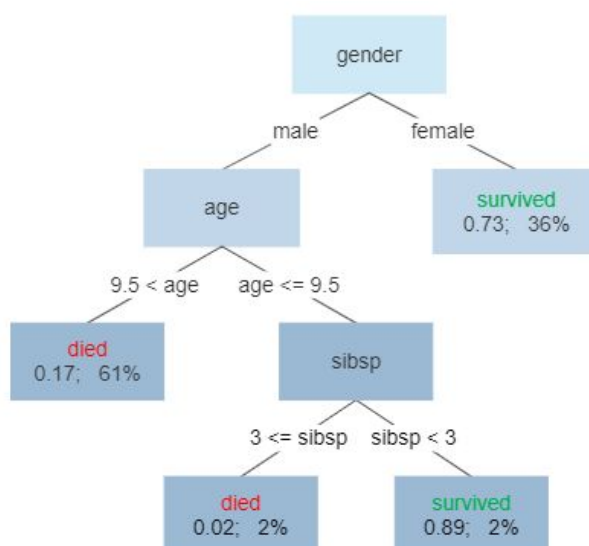 gender
male
female
age
survived
0.73; 36%
9.5 < age
age <= 9.5
died
0.17; 61%
sibsp
3 <= sibsp
sibsp < 3
died
0.02; 2%
survived
0.89; 2%